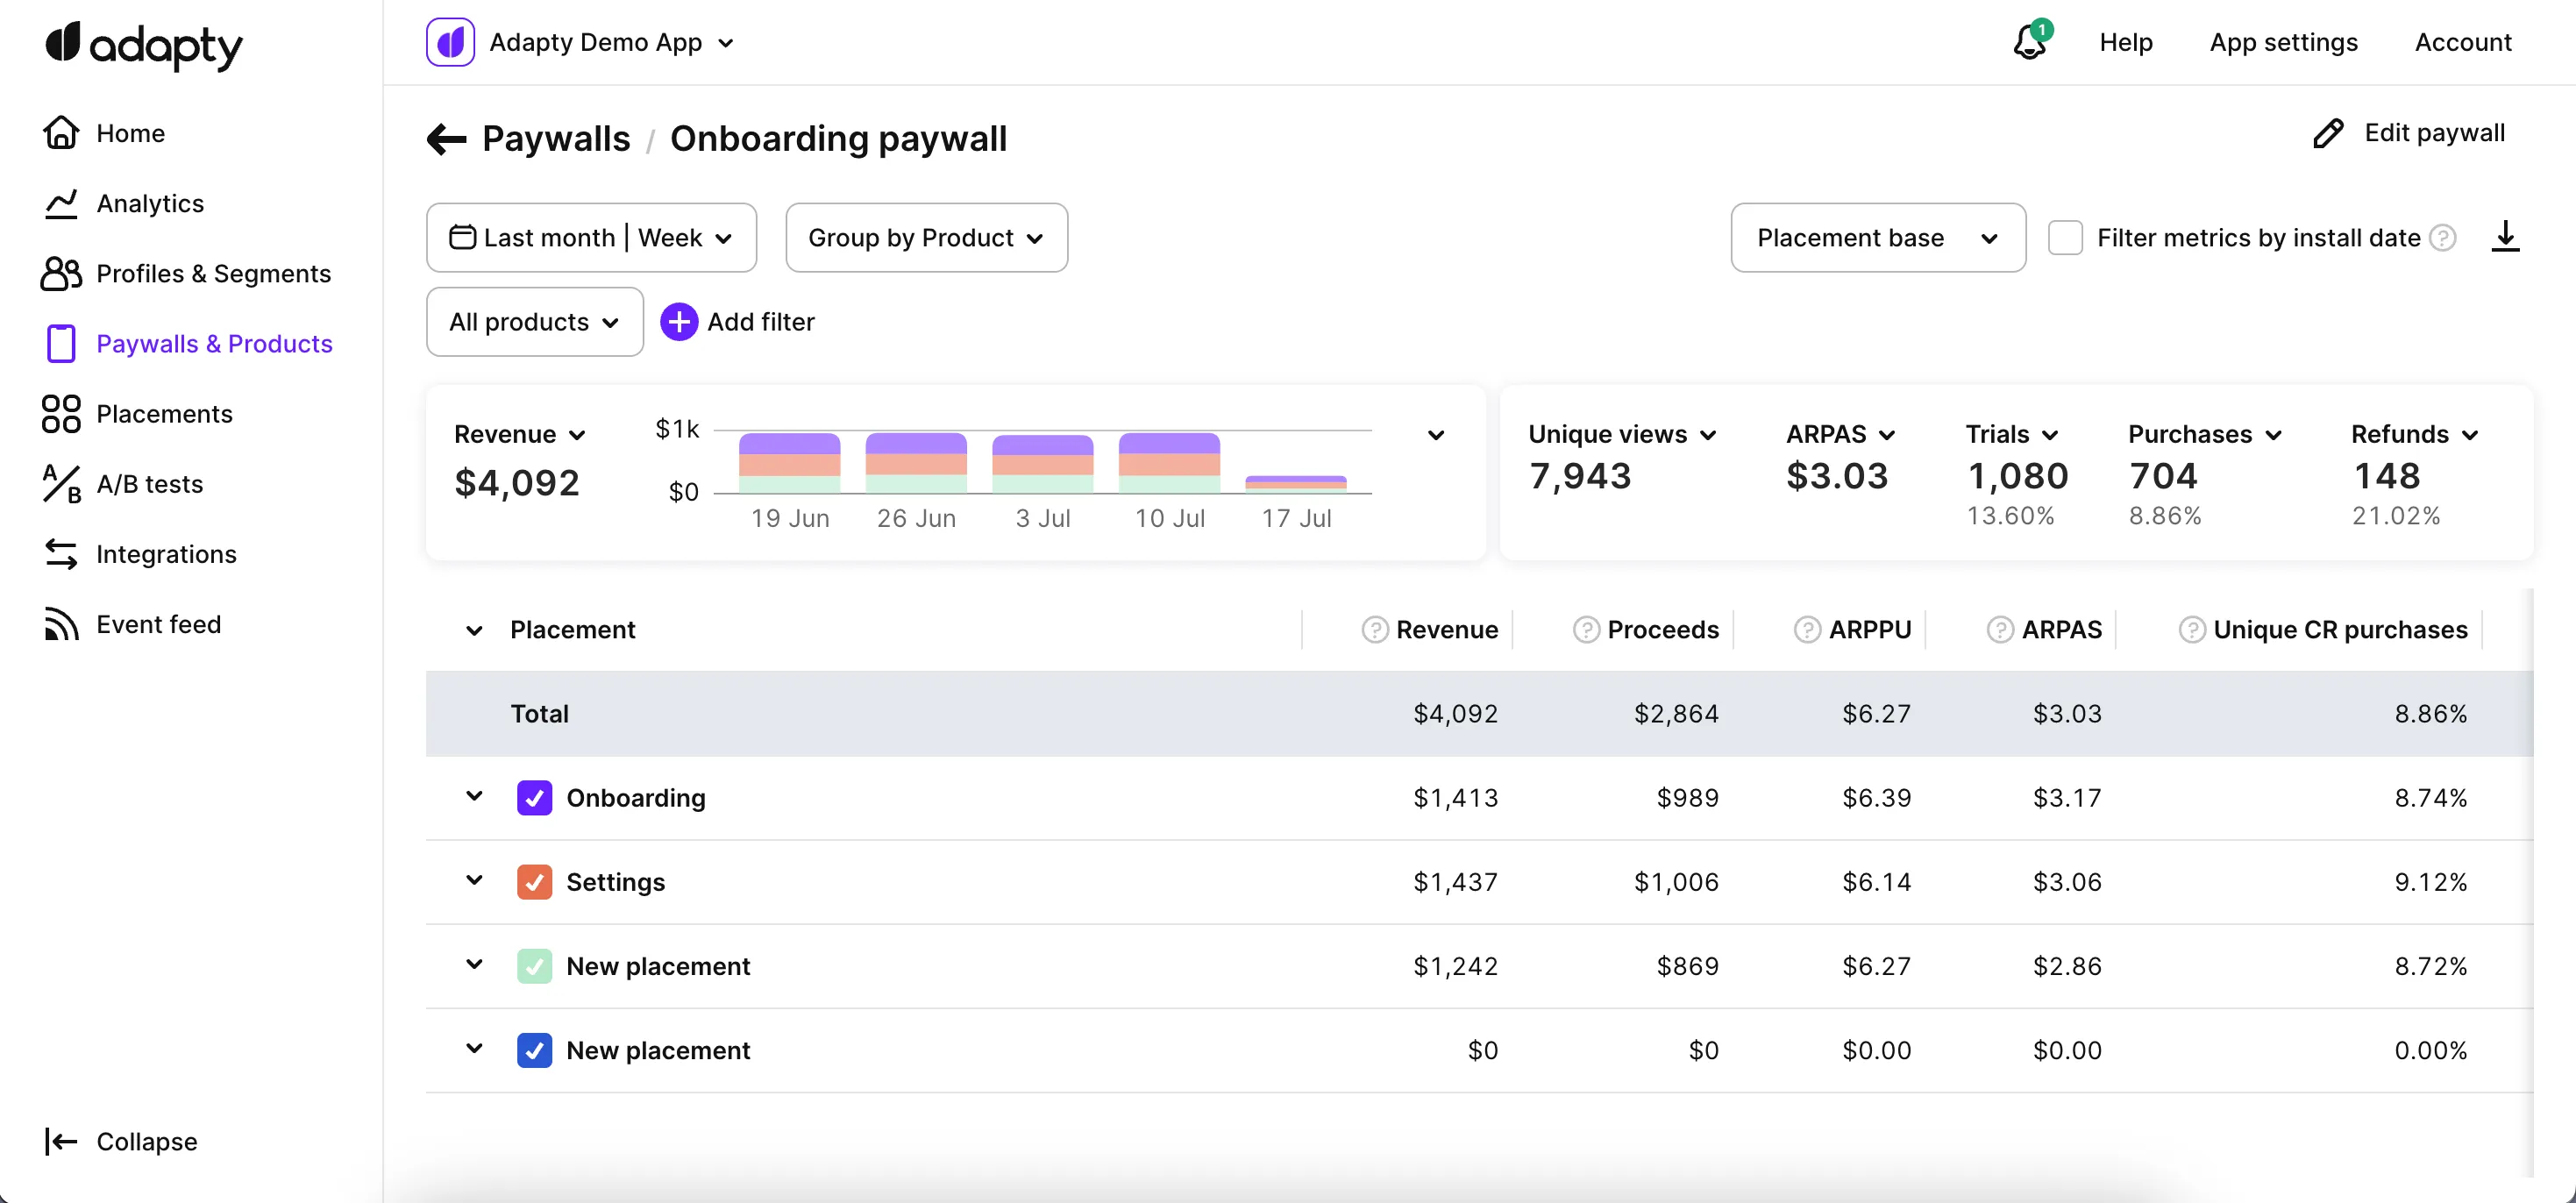 adapty
Adapty Demo App
1
Help
App settings
Account
Home
Analytics
Profiles & Segments
Paywalls & Products
Placements
A/B A/B tests
Integrations
Event feed
Collapse
Paywalls / Onboarding paywall
Edit paywall
Last month | Week
Group by Product
Placement base
Filter metrics by install date ?
All products
Add filter
Revenue
$4,092
$1k
$0
19 Jun 26 Jun 3 Jul 10 Jul 17 Jul
Unique views ARPAS Trials Purchases Refunds
7,943 $3.03 1,080 704 148
13.60% 8.86% 21.02%
Placement ? Revenue ? Proceeds ? ARPPU ? ARPAS ? Unique CR purchases
Total $4,092 $2,864 $6.27 $3.03 8.86%
Onboarding $1,413 $989 $6.39 $3.17 8.74%
Settings $1,437 $1,006 $6.14 $3.06 9.12%
New placement $1,242 $869 $6.27 $2.86 8.72%
New placement $0 $0 $0.00 $0.00 0.00%